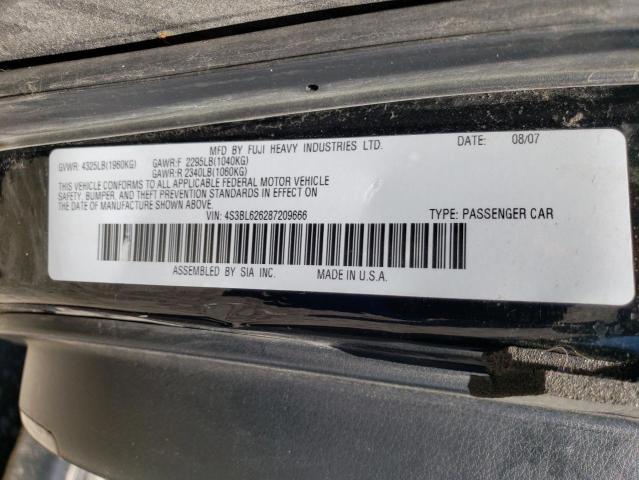 MFD BY FUJI HEAVY INDUSTRIES LTD. DATE: 08/07
GVWR: 4325LB(1960KG) GAWR:F 2295LB(1040KG)
GAWR:R 2340LB(1060KG)
THIS VEHICLE CONFORMS TO ALL APPLICABLE FEDERAL MOTOR VEHICLE
SAFETY, BUMPER, AND THEFT PREVENTION STANDARDS IN EFFECT ON
THE DATE OF MANUFACTURE SHOWN ABOVE.
VIN: 4S3BL626287209666 TYPE: PASSENGER CAR
ASSEMBLED BY SIA INC. MADE IN U.S.A.